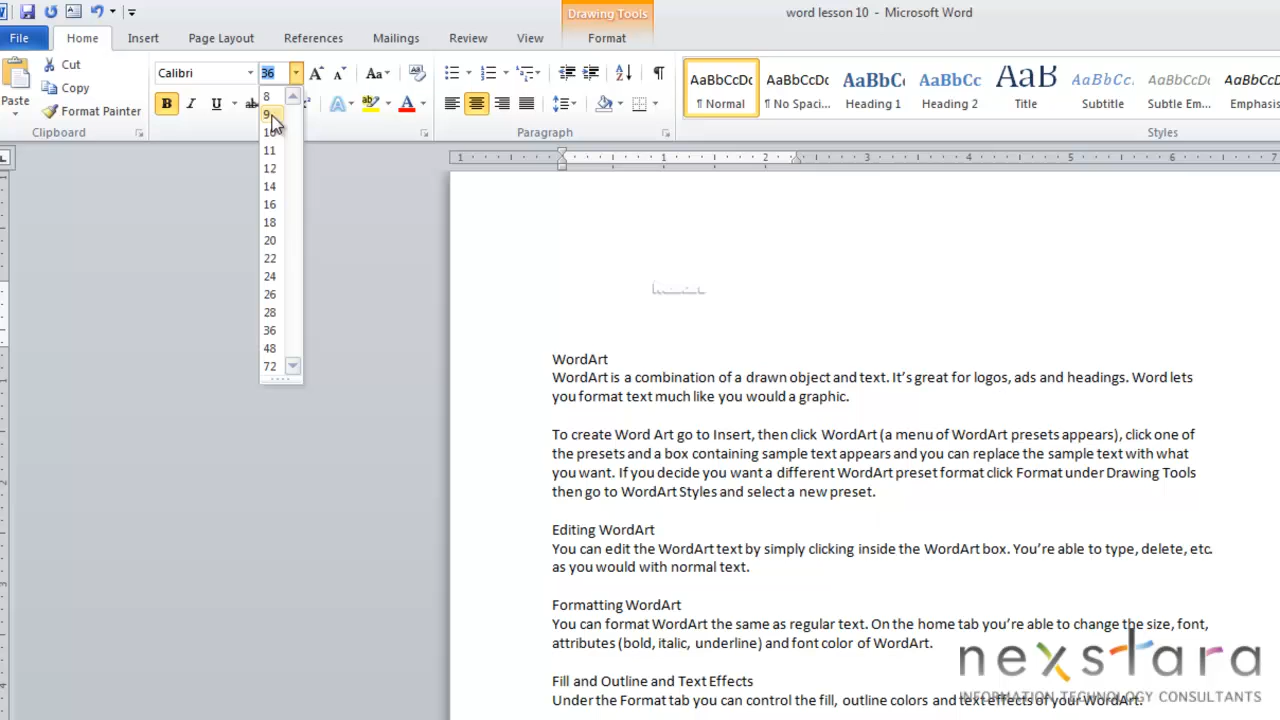 word lesson 10 - Microsoft Word
Drawing Tools
File Home Insert Page Layout References Mailings Review View Format
Paste
Cut
Copy
Format Painter
Clipboard
Calibri 36
B I U abc
8
9
10
11
12
14
16
18
20
22
24
26
28
36
48
72
Paragraph
AaBbCcDc AaBbCcDc AaBbC AaBbCc AaB AaBbCc. AaBbCcDc AaBbCcDc
¶ Normal ¶ No Spaci... Heading 1 Heading 2 Title Subtitle Subtle Em... Emphasis
Styles
1 1 2 3 4 5 6 7
WordArt
WordArt is a combination of a drawn object and text. It’s great for logos, ads and headings. Word lets
you format text much like you would a graphic.
To create Word Art go to Insert, then click WordArt (a menu of WordArt presets appears), click one of
the presets and a box containing sample text appears and you can replace the sample text with what
you want. If you decide you want a different WordArt preset format click Format under Drawing Tools
then go to WordArt Styles and select a new preset.
Editing WordArt
You can edit the WordArt text by simply clicking inside the WordArt box. You’re able to type, delete, etc.
as you would with normal text.
Formatting WordArt
You can format WordArt the same as regular text. On the home tab you’re able to change the size, font,
attributes (bold, italic, underline) and font color of WordArt.
Fill and Outline and Text Effects
Under the Format tab you can control the fill, outline colors and text effects of your WordArt.
nexstara
INFORMATION TECHNOLOGY CONSULTANTS